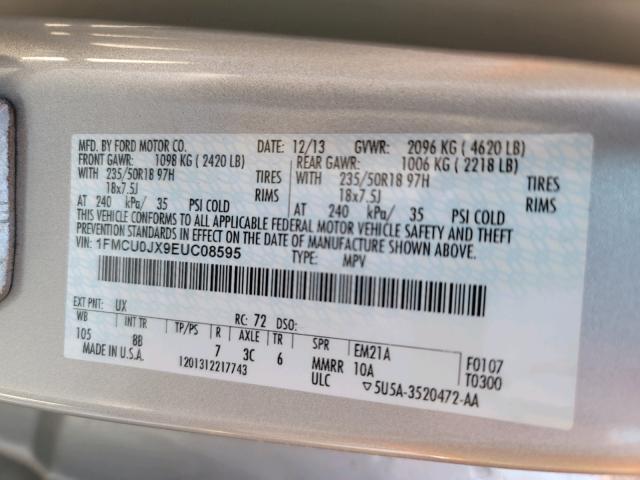 MFD. BY FORD MOTOR CO. 12/13 GVWR: 2096 KG ( 4620 LB)
FRONT GAWR: 1098 KG ( 2420 LB) REAR GAWR: 1006 KG ( 2218 LB)
WITH 235/50R18 97H TIRES WITH 235/50R18 97H TIRES
18x7.5J RIMS 18x7.5J RIMS
AT 240 kPa/ 35 PSI COLD AT 240 kPa/ 35 PSI COLD
THIS VEHICLE CONFORMS TO ALL APPLICABLE FEDERAL MOTOR VEHICLE SAFETY AND THEFT
PREVENTION STANDARDS IN EFFECT ON THE DATE OF MANUFACTURE SHOWN ABOVE.
VIN: 1FMCU0JX9EUC08595 TYPE: MPV
EXT PNT: UX RC: 72 DSO:
WB INT TR TP/PS R AXLE TR SPR EM21A F0107
105 8B 7 3C 6 MMRR 10A T0300
MADE IN U.S.A. 1201312217743 ULC ▽5U5A-3520472-AA